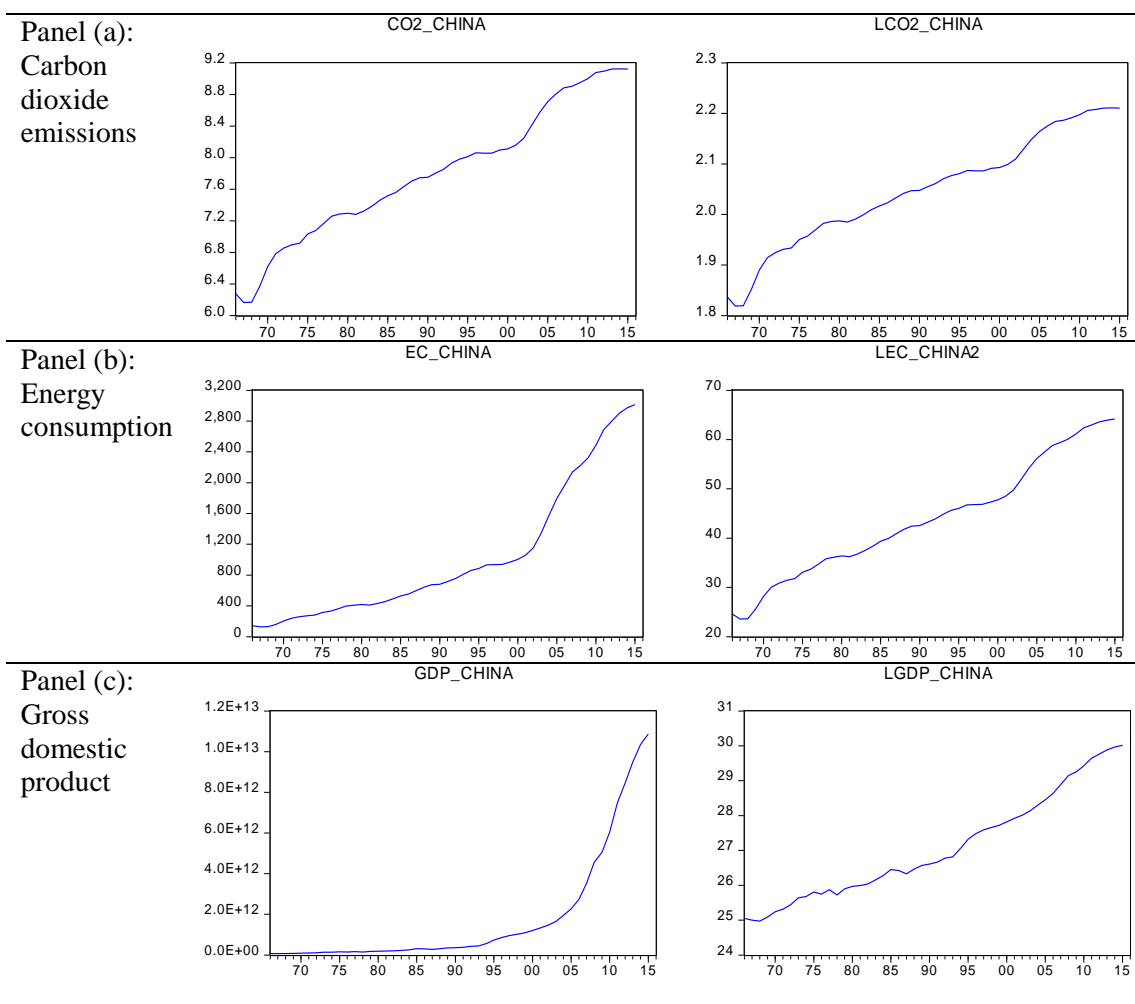 Panel (a):
Carbon
dioxide
emissions
CO2_CHINA
9.2
8.8
8.4
8.0
7.6
7.2
6.8
6.4
6.0
70 75 80 85 90 95 00 05 10 15
LCO2_CHINA
2.3
2.2
2.1
2.0
1.9
1.8
70 75 80 85 90 95 00 05 10 15
Panel (b):
Energy
consumption
EC_CHINA
3,200
2,800
2,400
2,000
1,600
1,200
800
400
0
70 75 80 85 90 95 00 05 10 15
LEC_CHINA2
70
60
50
40
30
20
70 75 80 85 90 95 00 05 10 15
Panel (c):
Gross
domestic
product
GDP_CHINA
1.2E+13
1.0E+13
8.0E+12
6.0E+12
4.0E+12
2.0E+12
0.0E+00
70 75 80 85 90 95 00 05 10 15
LGDP_CHINA
31
30
29
28
27
26
25
24
70 75 80 85 90 95 00 05 10 15